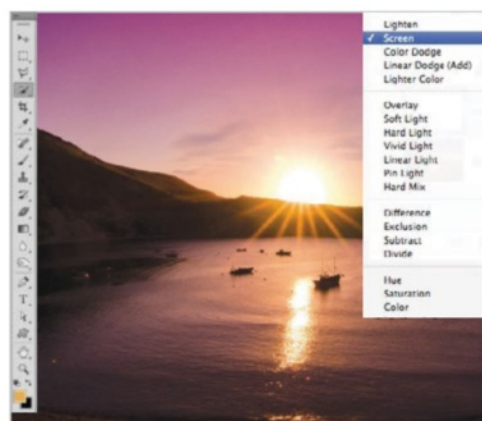 Lighten
✓ Screen
Color Dodge
Linear Dodge (Add)
Lighter Color
Overlay
Soft Light
Hard Light
Vivid Light
Linear Light
Pin Light
Hard Mix
Difference
Exclusion
Subtract
Divide
Hue
Saturation
Color
T